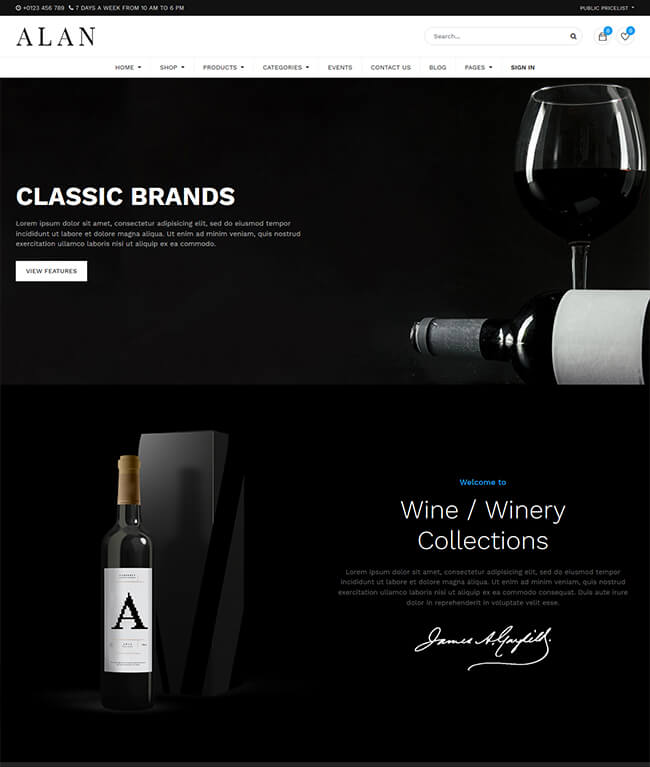 +0123 456 789 7 DAYS A WEEK FROM 10 AM TO 6 PM PUBLIC PRICELIST
ALAN
Search... 0 0
HOME SHOP PRODUCTS CATEGORIES EVENTS CONTACT US BLOG PAGES SIGN IN
CLASSIC BRANDS
Lorem ipsum dolor sit amet, consectetur adipisicing elit, sed do eiusmod tempor
incididunt ut labore et dolore magna aliqua. Ut enim ad minim veniam, quis nostrud
exercitation ullamco laboris nisi ut aliquip ex ea commodo.
VIEW FEATURES
Welcome to
Wine / Winery
Collections
Lorem ipsum dolor sit amet, consectetur adipisicing elit, sed do eiusmod
tempor incididunt ut labore et dolore magna aliqua. Ut enim ad minim
veniam, quis nostrud exercitation ullamco laboris commodo consequat. Duis aute irure
dolor in reprehenderit in voluptate velit esse.
James A. Garfield.
A